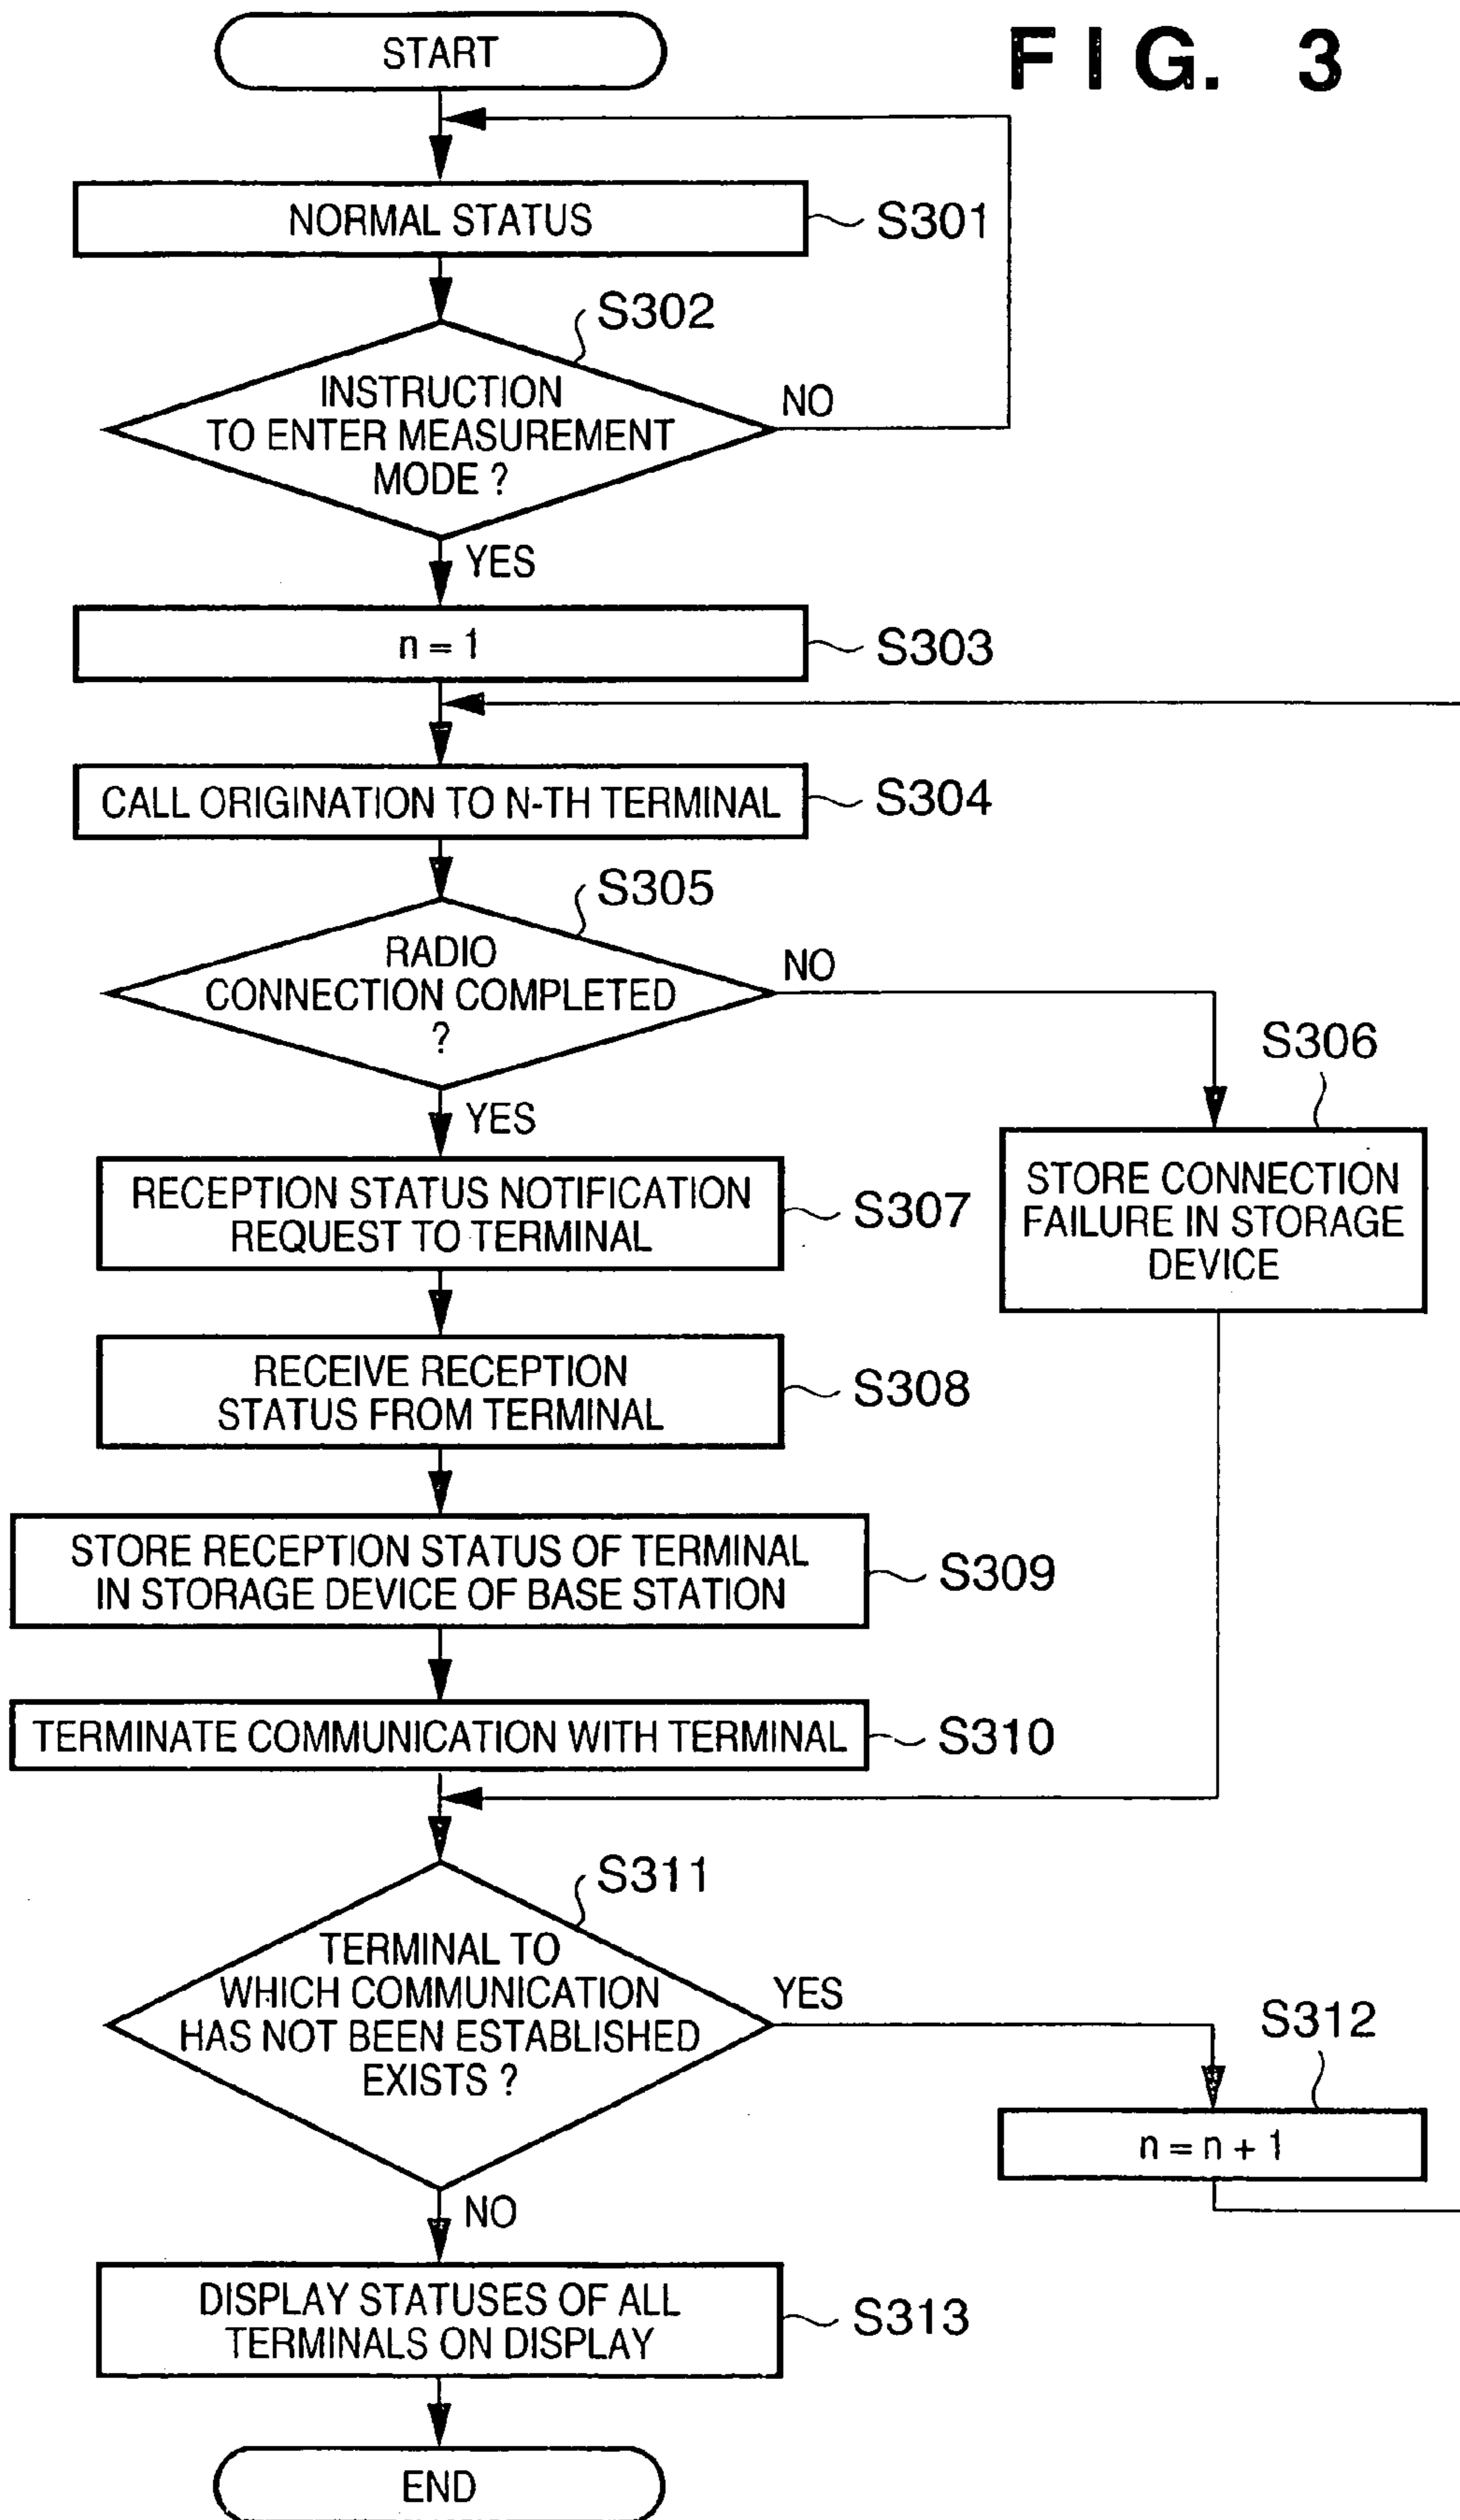 START
FIG. 3
NORMAL STATUS
S301
S302
INSTRUCTION
TO ENTER MEASUREMENT
MODE ?
NO
YES
n = 1
S303
CALL ORIGINATION TO N-TH TERMINAL
S304
S305
RADIO
CONNECTION COMPLETED
?
NO
YES
S306
STORE CONNECTION
FAILURE IN STORAGE
DEVICE
RECEPTION STATUS NOTIFICATION
REQUEST TO TERMINAL
S307
RECEIVE RECEPTION
STATUS FROM TERMINAL
S308
STORE RECEPTION STATUS OF TERMINAL
IN STORAGE DEVICE OF BASE STATION
S309
TERMINATE COMMUNICATION WITH TERMINAL
S310
S311
TERMINAL TO
WHICH COMMUNICATION
HAS NOT BEEN ESTABLISHED
EXISTS ?
YES
S312
n = n + 1
NO
DISPLAY STATUSES OF ALL
TERMINALS ON DISPLAY
S313
END